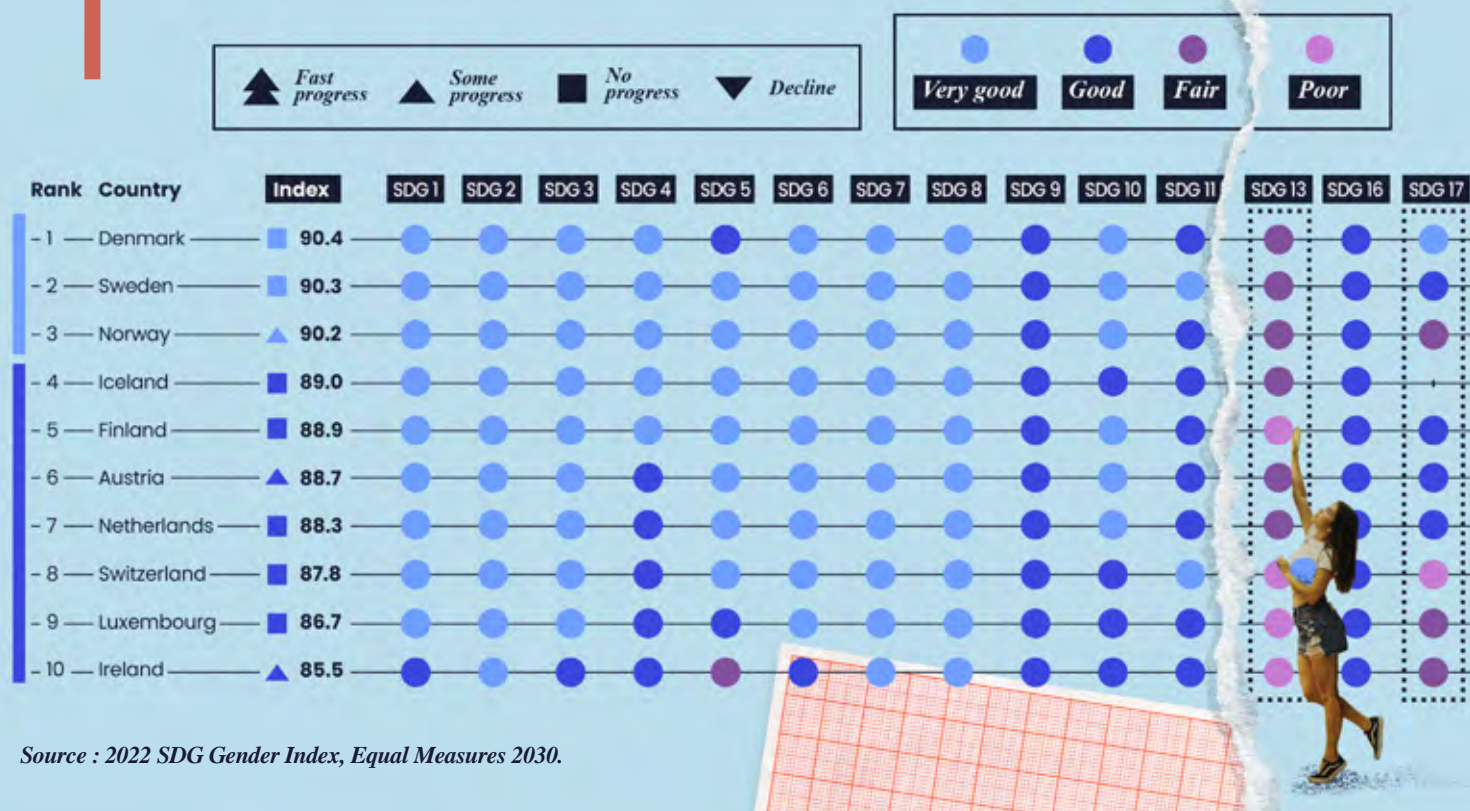 Fast progress
Some progress
No progress
Decline
Very good
Good
Fair
Poor
Rank Country Index SDG 1 SDG 2 SDG 3 SDG 4 SDG 5 SDG 6 SDG 7 SDG 8 SDG 9 SDG 10 SDG 11 SDG 13 SDG 16 SDG 17
1 Denmark 90.4
2 Sweden 90.3
3 Norway 90.2
4 Iceland 89.0
5 Finland 88.9
6 Austria 88.7
7 Netherlands 88.3
8 Switzerland 87.8
9 Luxembourg 86.7
10 Ireland 85.5
Source : 2022 SDG Gender Index, Equal Measures 2030.